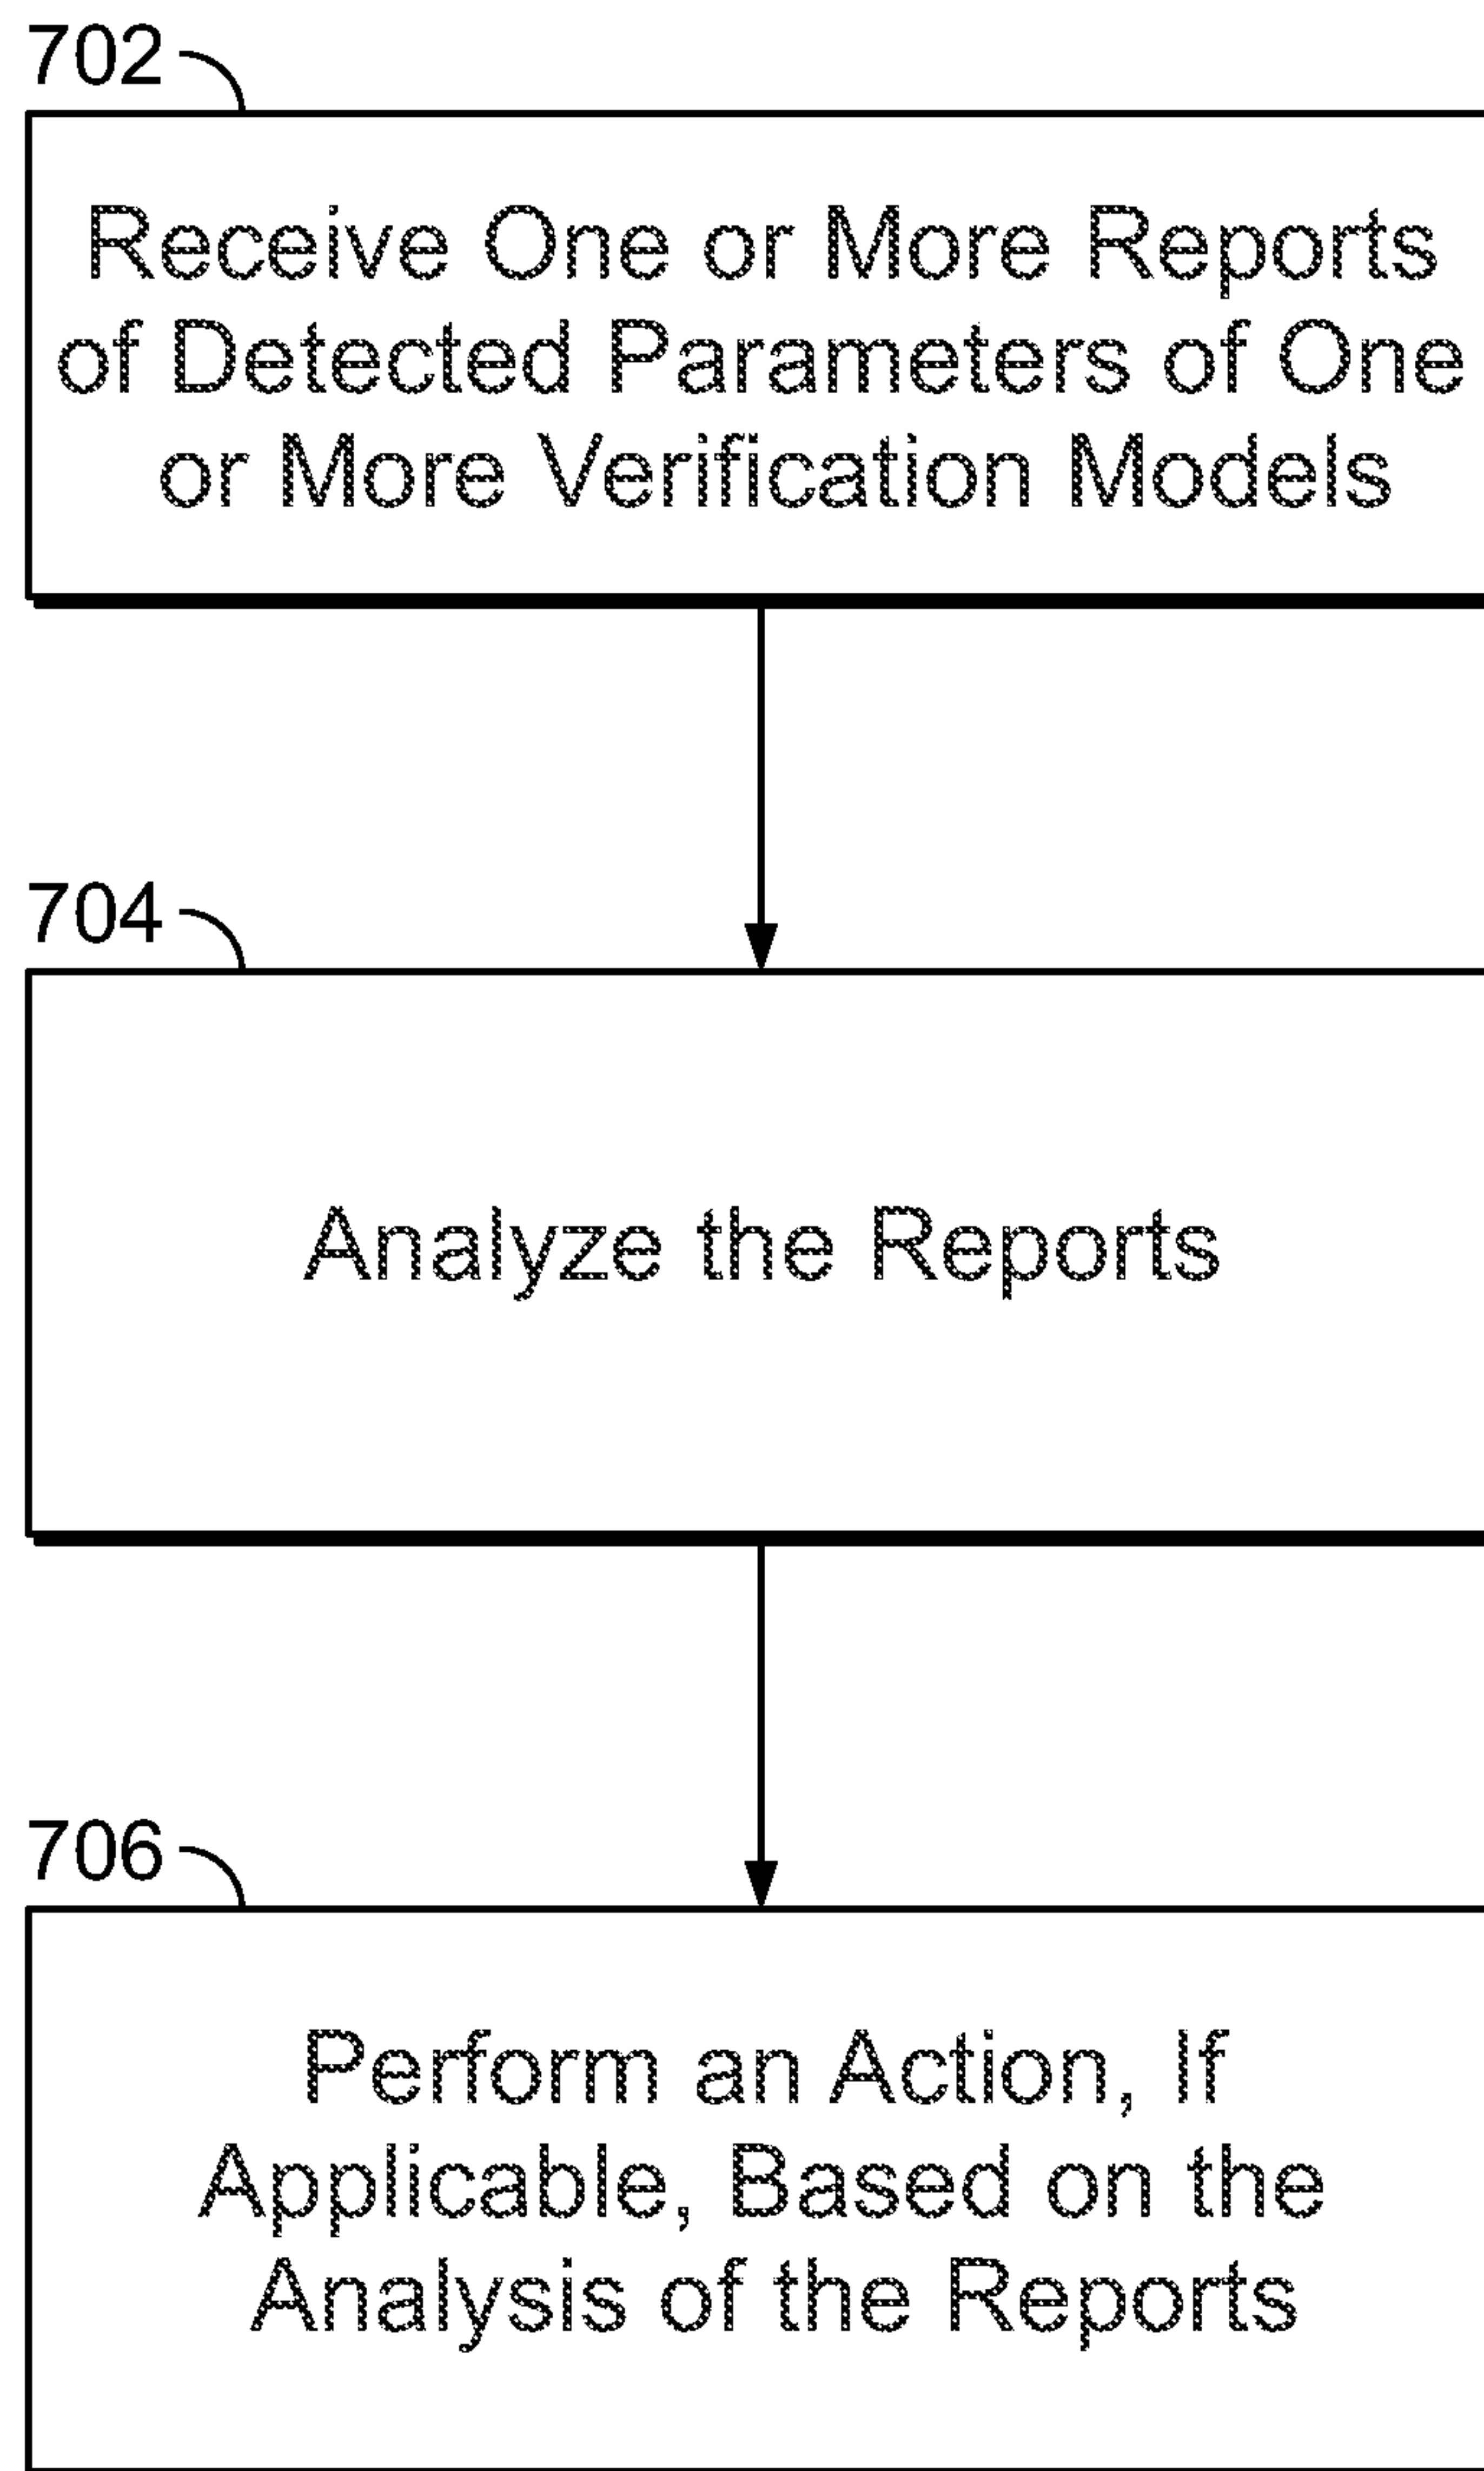 702
Receive One or More Reports
of Detected Parameters of One
or More Verification Models
704
Analyze the Reports
706
Perform an Action, If
Applicable, Based on the
Analysis of the Reports